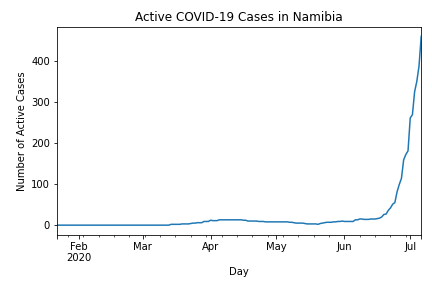 Active COVID-19 Cases in Namibia
Number of Active Cases
400
300
200
100
0
Feb
2020
Mar
Apr
May
Jun
Jul
Day